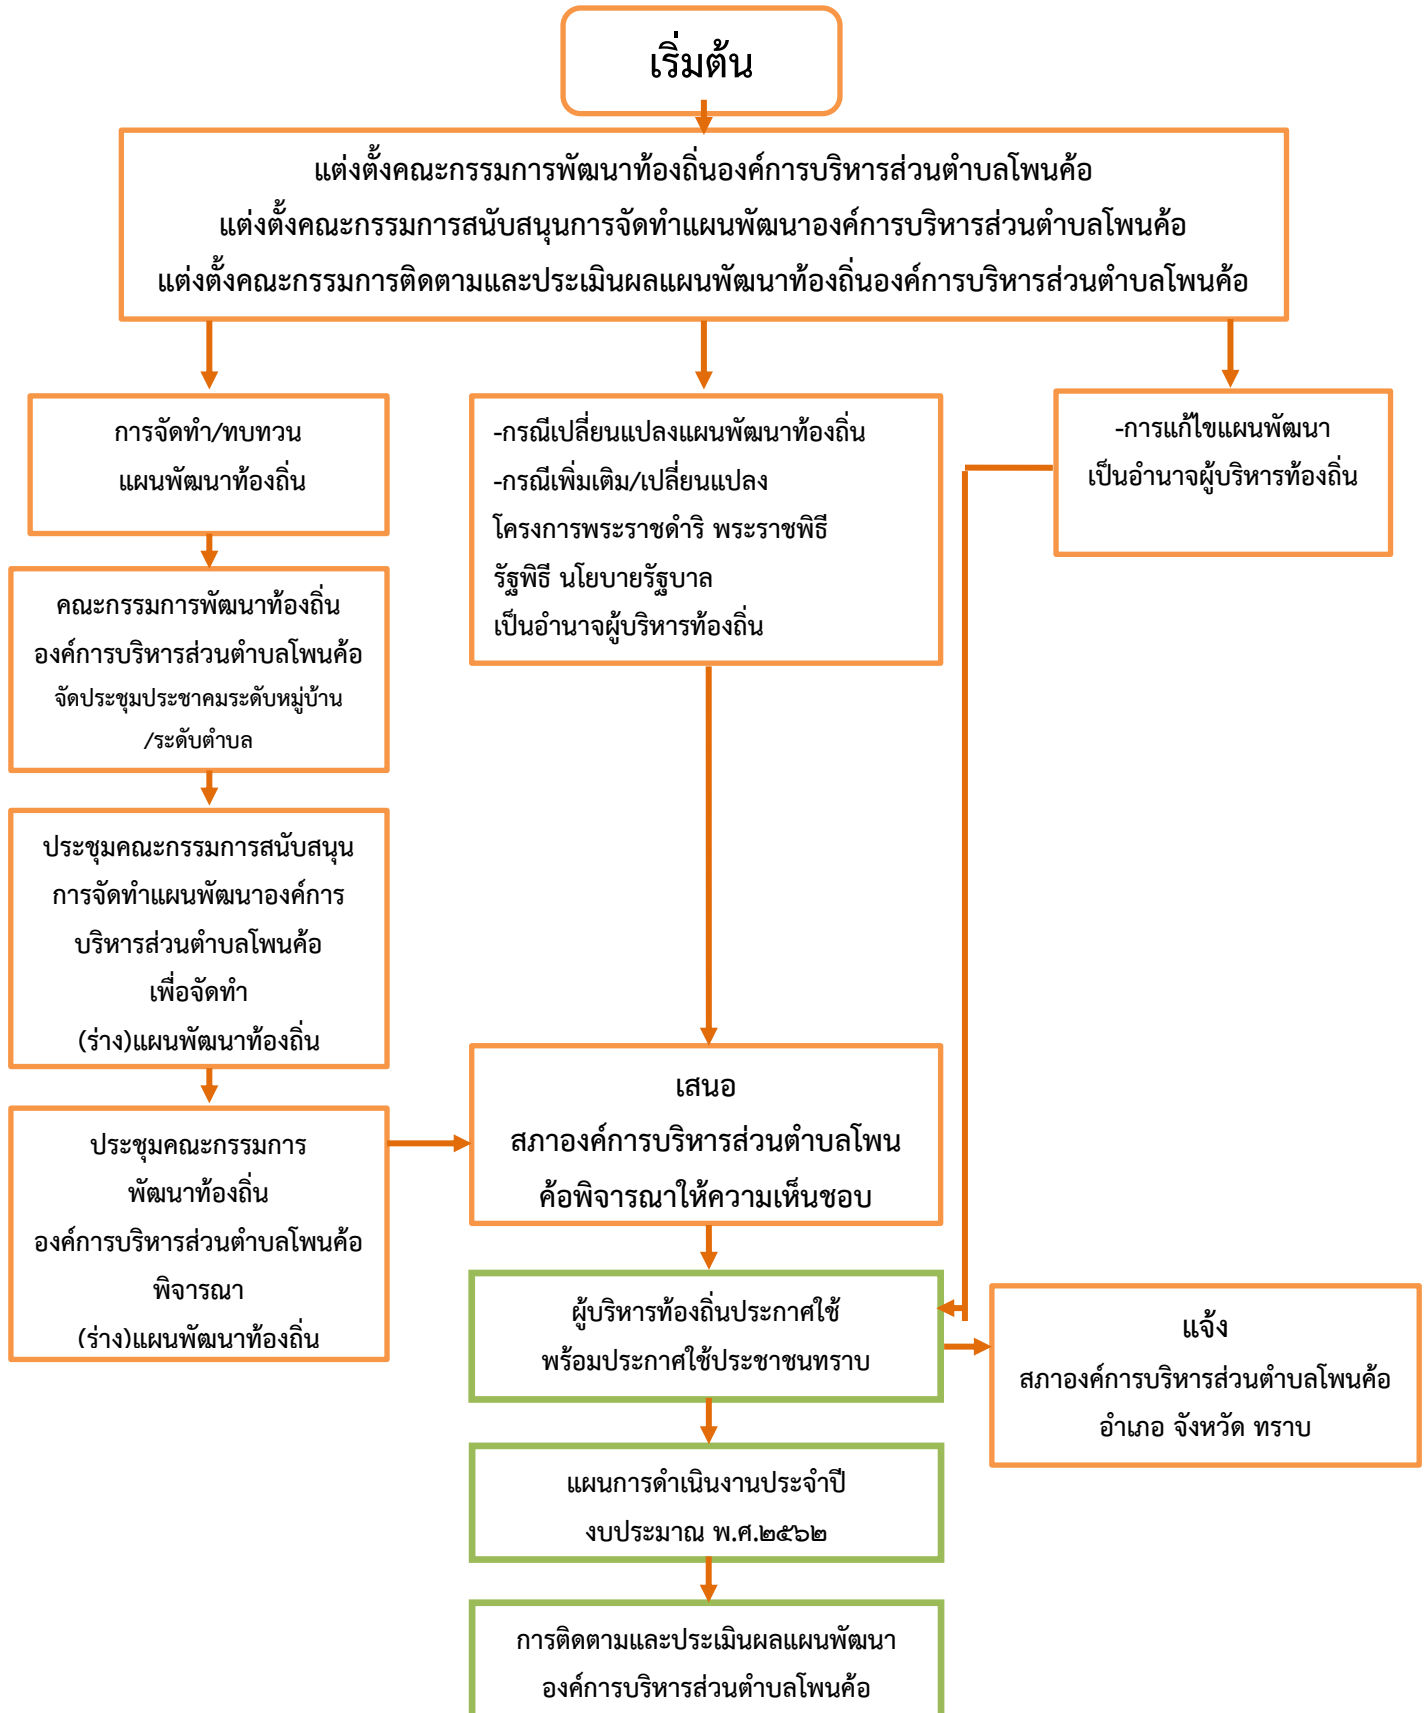 เริ่มต้น
แต่งตั้งคณะกรรมการพัฒนาท้องถิ่นองค์การบริหารส่วนตำบลโพนค้อ
แต่งตั้งคณะกรรมการสนับสนุนการจัดทำแผนพัฒนาองค์การบริหารส่วนตำบลโพนค้อ
แต่งตั้งคณะกรรมการติดตามและประเมินผลแผนพัฒนาท้องถิ่นองค์การบริหารส่วนตำบลโพนค้อ
การจัดทำ/ทบทวน
แผนพัฒนาท้องถิ่น
-กรณีเปลี่ยนแปลงแผนพัฒนาท้องถิ่น
-กรณีเพิ่มเติม/เปลี่ยนแปลง
โครงการพระราชดำริ พระราชพิธี
รัฐพิธี นโยบายรัฐบาล
เป็นอำนาจผู้บริหารท้องถิ่น
-การแก้ไขแผนพัฒนา
เป็นอำนาจผู้บริหารท้องถิ่น
คณะกรรมการพัฒนาท้องถิ่น
องค์การบริหารส่วนตำบลโพนค้อ
จัดประชุมประชาคมระดับหมู่บ้าน
/ระดับตำบล
ประชุมคณะกรรมการสนับสนุน
การจัดทำแผนพัฒนาองค์การ
บริหารส่วนตำบลโพนค้อ
เพื่อจัดทำ
(ร่าง)แผนพัฒนาท้องถิ่น
ประชุมคณะกรรมการ
พัฒนาท้องถิ่น
องค์การบริหารส่วนตำบลโพนค้อ
พิจารณา
(ร่าง)แผนพัฒนาท้องถิ่น
เสนอ
สภาองค์การบริหารส่วนตำบลโพน
ค้อพิจารณาให้ความเห็นชอบ
ผู้บริหารท้องถิ่นประกาศใช้
พร้อมประกาศใช้ประชาชนทราบ
แจ้ง
สภาองค์การบริหารส่วนตำบลโพนค้อ
อำเภอ จังหวัด ทราบ
แผนการดำเนินงานประจำปี
งบประมาณ พ.ศ.๒๕๖๒
การติดตามและประเมินผลแผนพัฒนา
องค์การบริหารส่วนตำบลโพนค้อ